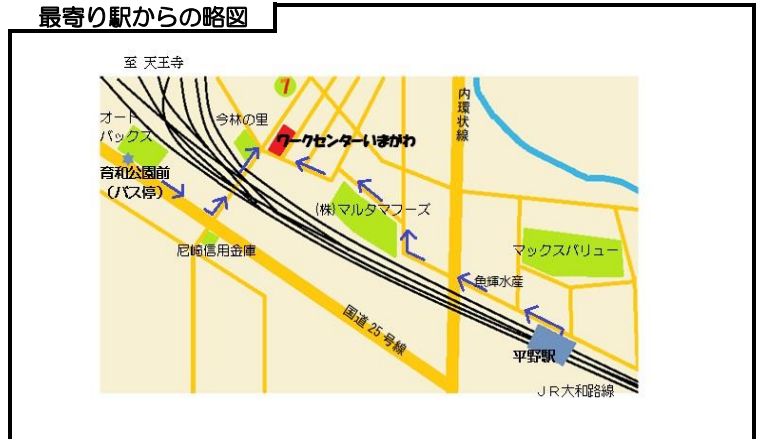 最寄り駅からの略図
至 天王寺
オート
バックス
今林の里
7
ワークセンターいまがわ
内環状線
育和公園前
(バス停)
(株)マルタマフーズ
尼崎信用金庫
マックスバリュー
魚輝水産
国道25号線
平野駅
JR大和路線